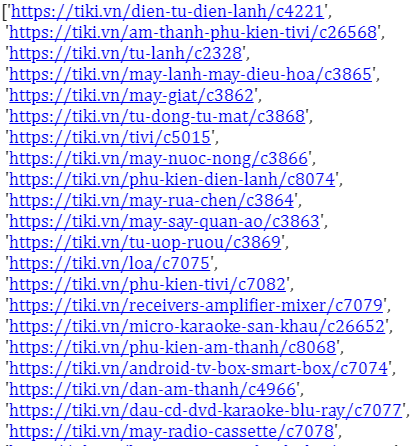 ['https://tiki.vn/dien-tu-dien-lanh/c4221',
'https://tiki.vn/am-thanh-phu-kien-tivi/c26568',
'https://tiki.vn/tu-lanh/c2328',
'https://tiki.vn/may-lanh-may-dieu-hoa/c3865',
'https://tiki.vn/may-giat/c3862',
'https://tiki.vn/tu-dong-tu-mat/c3868',
'https://tiki.vn/tivi/c5015',
'https://tiki.vn/may-nuoc-nong/c3866',
'https://tiki.vn/phu-kien-dien-lanh/c8074',
'https://tiki.vn/may-rua-chen/c3864',
'https://tiki.vn/may-say-quan-ao/c3863',
'https://tiki.vn/tu-uop-ruou/c3869',
'https://tiki.vn/loa/c7075',
'https://tiki.vn/phu-kien-tivi/c7082',
'https://tiki.vn/receivers-amplifier-mixer/c7079',
'https://tiki.vn/micro-karaoke-san-khau/c26652',
'https://tiki.vn/phu-kien-am-thanh/c8068',
'https://tiki.vn/android-tv-box-smart-box/c7074',
'https://tiki.vn/dan-am-thanh/c4966',
'https://tiki.vn/dau-cd-dvd-karaoke-blu-ray/c7077',
'https://tiki.vn/may-radio-cassette/c7078',